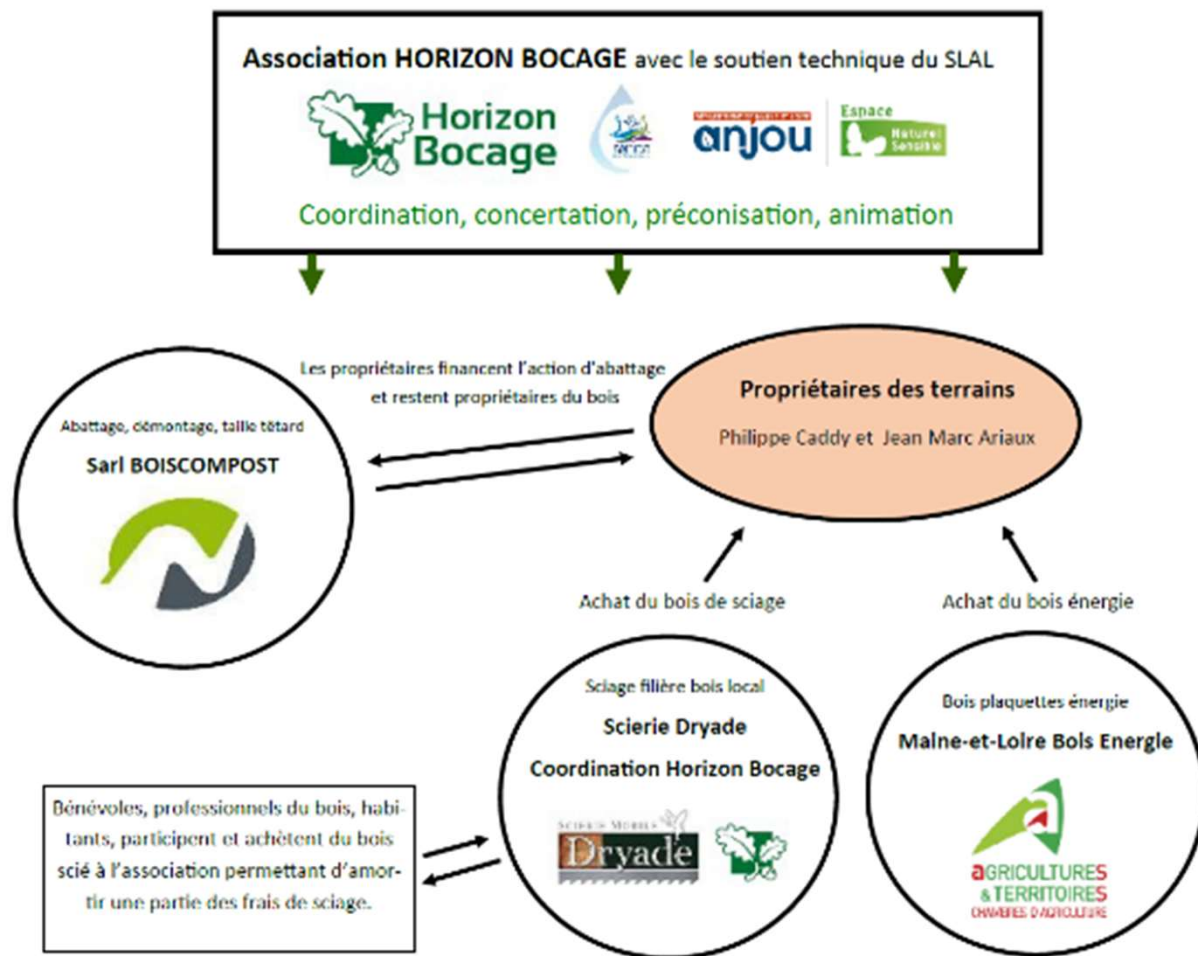 Association HORIZON BOCAGE avec le soutien technique du SLAL
Horizon
Bocage
anjou
Espace
Naturel
Sensible
Coordination, concertation, préconisation, animation
Les propriétaires financent l'action d'abattage
et restent propriétaires du bois
Abattage, démontage, taille têtard
Sarl BOISCOMPOST
Propriétaires des terrains
Philippe Caddy et Jean Marc Ariaux
Achat du bois de sciage
Achat du bois énergie
Sciage filière bois local
Scierie Dryade
Coordination Horizon Bocage
SCIERIE MOBILE
Dryade
Bois plaquettes énergie
Maine-et-Loire Bois Energie
a
AGRICULTURES
& TERRITOIRES
CHAMBRES D'AGRICULTURE
Bénévoles, professionnels du bois, habi-
tants, participent et achètent du bois
scié à l'association permettant d'amor-
tir une partie des frais de sciage.